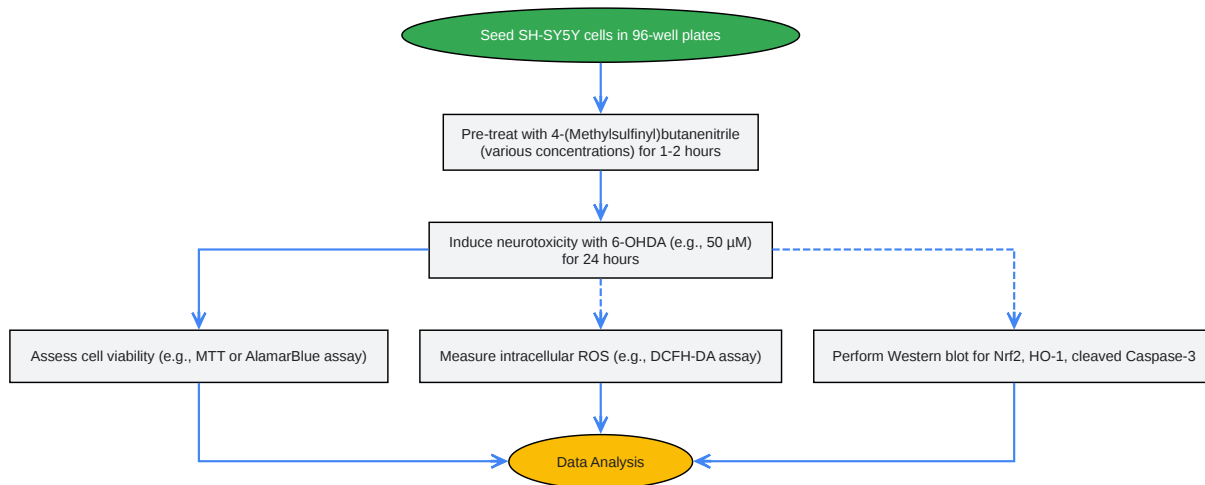 Seed SH-SY5Y cells in 96-well plates
Pre-treat with 4-(Methylsulfinyl)butanenitrile
(various concentrations) for 1-2 hours
Induce neurotoxicity with 6-OHDA (e.g., 50 µM)
for 24 hours
Assess cell viability (e.g., MTT or AlamarBlue assay)
Measure intracellular ROS (e.g., DCFH-DA assay)
Perform Western blot for Nrf2, HO-1, cleaved Caspase-3
Data Analysis